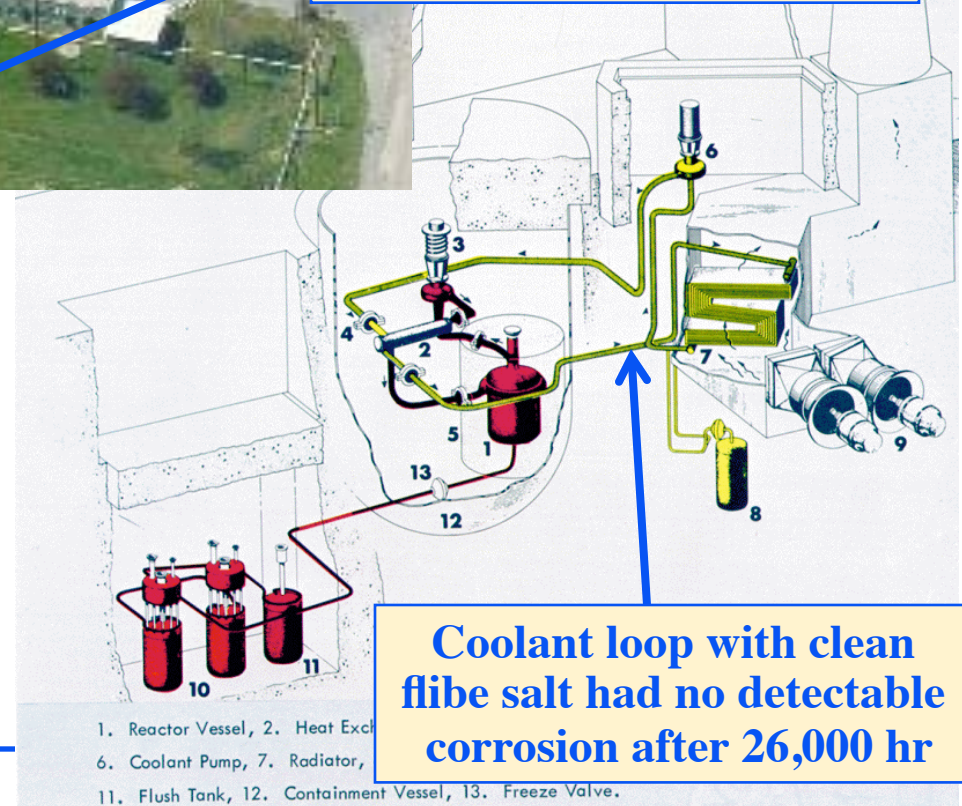 6
3
4
2
7
5
1
9
13
8
12
11
10
Coolant loop with clean
flibe salt had no detectable
corrosion after 26,000 hr
1. Reactor Vessel, 2. Heat Exch
6. Coolant Pump, 7. Radiator,
11. Flush Tank, 12. Containment Vessel, 13. Freeze Valve.